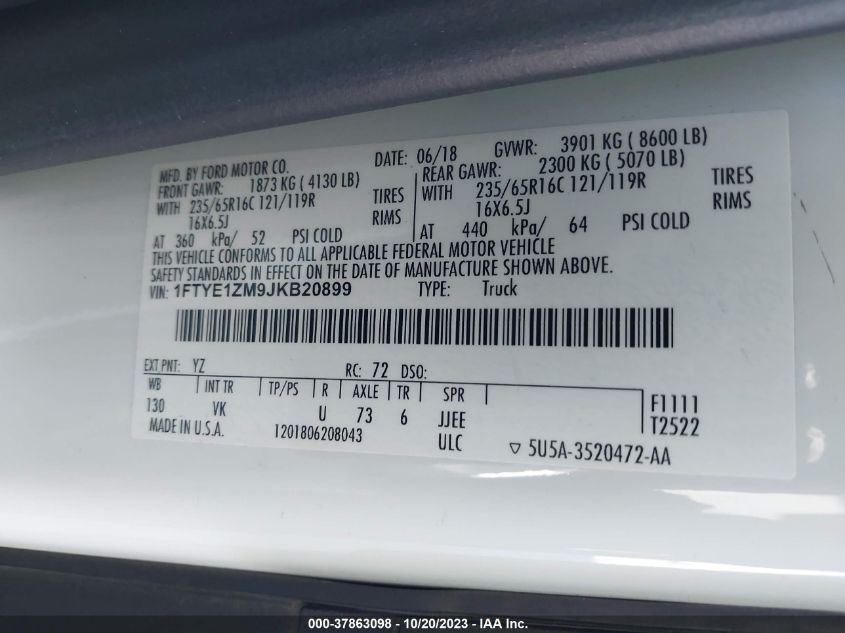 MFD. BY FORD MOTOR CO. DATE: 06/18 GVWR: 3901 KG ( 8600 LB)
FRONT GAWR: 1873 KG ( 4130 LB) REAR GAWR: 2300 KG ( 5070 LB)
WITH 235/65R16C 121/119R TIRES WITH 235/65R16C 121/119R TIRES
16X6.5J RIMS 16X6.5J RIMS
AT 360 kPa/ 52 PSI COLD AT 440 kPa/ 64 PSI COLD
THIS VEHICLE CONFORMS TO ALL APPLICABLE FEDERAL MOTOR VEHICLE
SAFETY STANDARDS IN EFFECT ON THE DATE OF MANUFACTURE SHOWN ABOVE.
VIN: 1FTYE1ZM9JKB20899 TYPE: Truck
EXT PNT: YZ RC: 72 DSO:
WB INT TR TP/PS R AXLE TR SPR
130 VK U 73 6 JJEE F1111
T2522
MADE IN U.S.A. 1201806208043 ULC ▽ 5U5A-3520472-AA
000-37863098 - 10/20/2023 - IAA Inc.